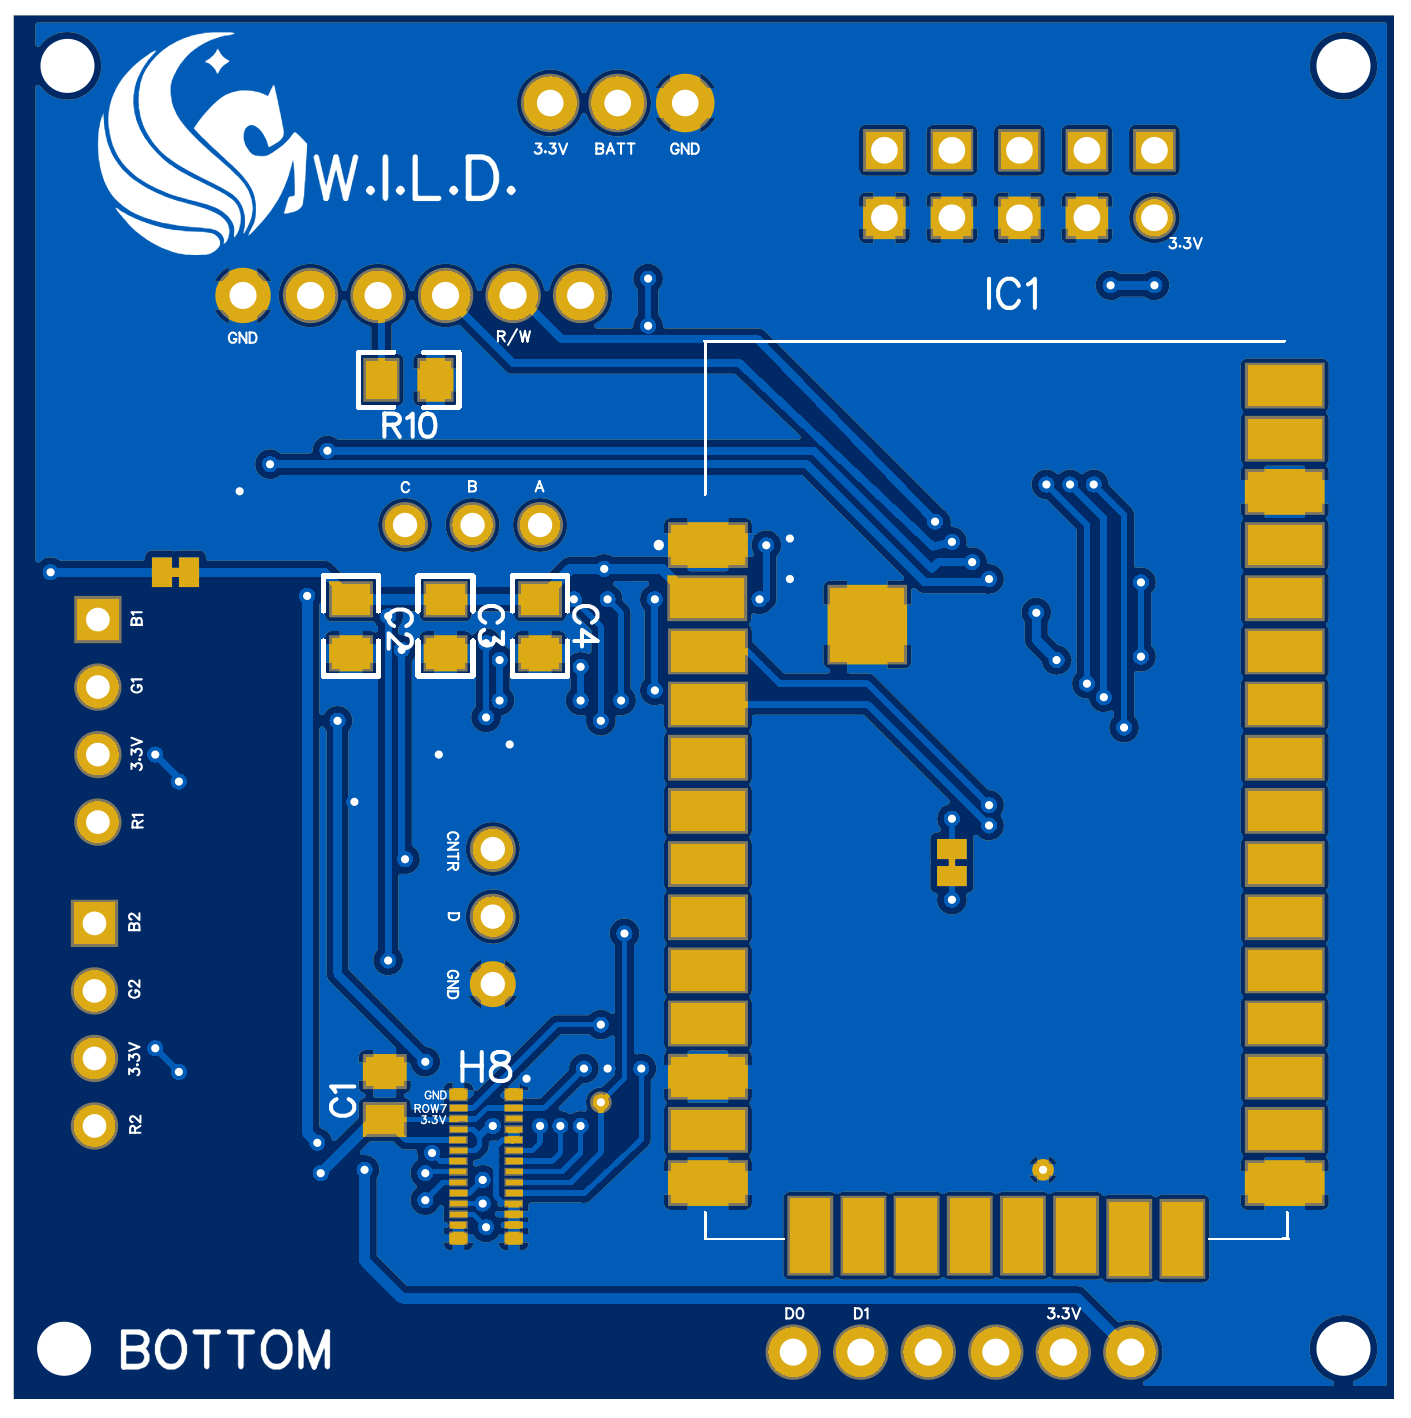 W.I.L.D.
3.3V BATT GND
3.3V
IC1
GND R/W
R10
C B A
C2 C3 C4
B1
G1
3.3V
R1
CNTR
D
GND
B2
G2
3.3V
R2
H8
C1
GND
ROW7
3.3V
D0 D1 3.3V
BOTTOM